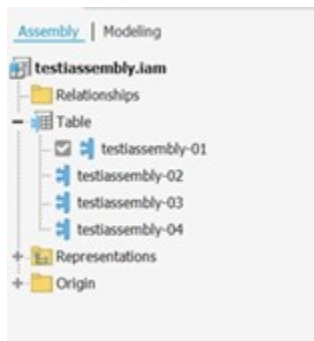 Assembly | Modeling
testiassembly.iam
Relationships
Table
testiassembly-01
testiassembly-02
testiassembly-03
testiassembly-04
Representations
Origin